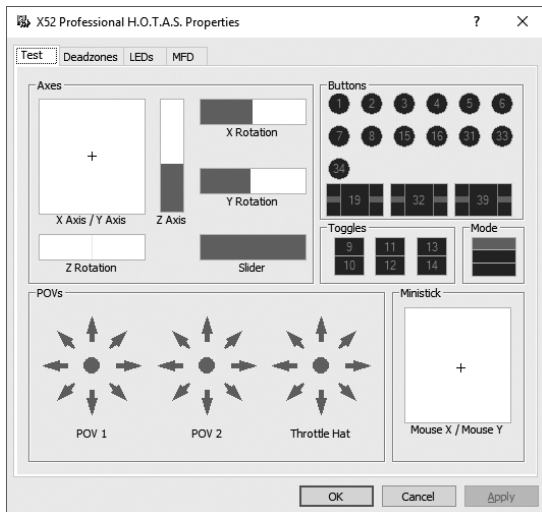 X52 Professional H.O.T.A.S. Properties
Test Deadzones LEDs MFD
Axes
X Axis / Y Axis
Z Axis
X Rotation
Y Rotation
Z Rotation
Slider
Buttons
1 2 3 4 5 6
7 8 15 16 31 33
34
19 32 39
Toggles
9 11 13
10 12 14
Mode
POVs
POV 1 POV 2 Throttle Hat
Ministick
Mouse X / Mouse Y
OK Cancel Apply